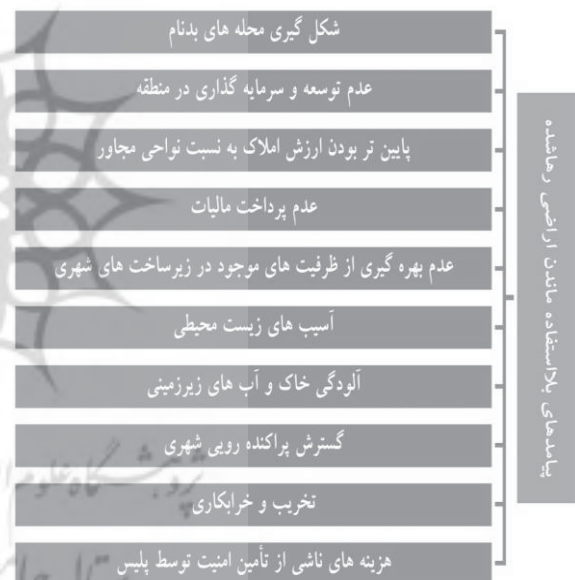 پیامدهای بلااستفاده ماندن اراضی رهاشده
شکل گیری محله های بدنام
عدم توسعه و سرمایه گذاری در منطقه
پایین تر بودن ارزش املاک به نسبت نواحی مجاور
عدم پرداخت مالیات
عدم بهره گیری از ظرفیت های موجود در زیرساخت های شهری
آسیب های زیست محیطی
آلودگی خاک و آب های زیرزمینی
گسترش پراکنده رویی شهری
تخریب و خرابکاری
هزینه های ناشی از تأمین امنیت توسط پلیس